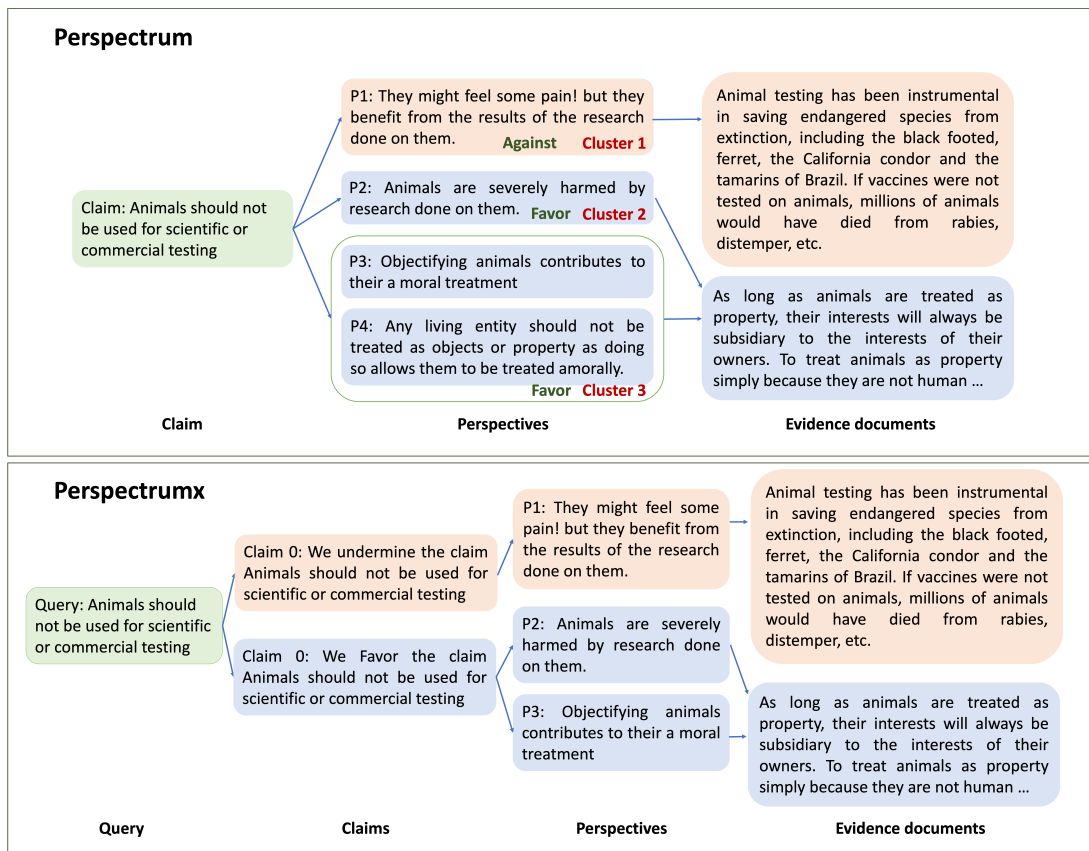 Perspectrum
Claim: Animals should not
be used for scientific or
commercial testing
P1: They might feel some pain! but they
benefit from the results of the research
done on them.
Against Cluster 1
P2: Animals are severely harmed by
research done on them. Favor Cluster 2
P3: Objectifying animals contributes to
their a moral treatment
P4: Any living entity should not be
treated as objects or property as doing
so allows them to be treated amorally.
Favor Cluster 3
Animal testing has been instrumental
in saving endangered species from
extinction, including the black footed,
ferret, the California condor and the
tamarins of Brazil. If vaccines were not
tested on animals, millions of animals
would have died from rabies,
distemper, etc.
As long as animals are treated as
property, their interests will always be
subsidiary to the interests of their
owners. To treat animals as property
simply because they are not human ...
Claim
Perspectives
Evidence documents
Perspectrumx
Query: Animals should
not be used for scientific
or commercial testing
Claim 0: We undermine the claim
Animals should not be used for
scientific or commercial testing
Claim 0: We Favor the claim
Animals should not be used for
scientific or commercial testing
P1: They might feel some
pain! but they benefit from
the results of the research
done on them.
P2: Animals are severely
harmed by research done
on them.
P3: Objectifying animals
contributes to their a moral
treatment
Animal testing has been instrumental
in saving endangered species from
extinction, including the black footed,
ferret, the California condor and the
tamarins of Brazil. If vaccines were not
tested on animals, millions of animals
would have died from rabies,
distemper, etc.
As long as animals are treated as
property, their interests will always be
subsidiary to the interests of their
owners. To treat animals as property
simply because they are not human ...
Query
Claims
Perspectives
Evidence documents